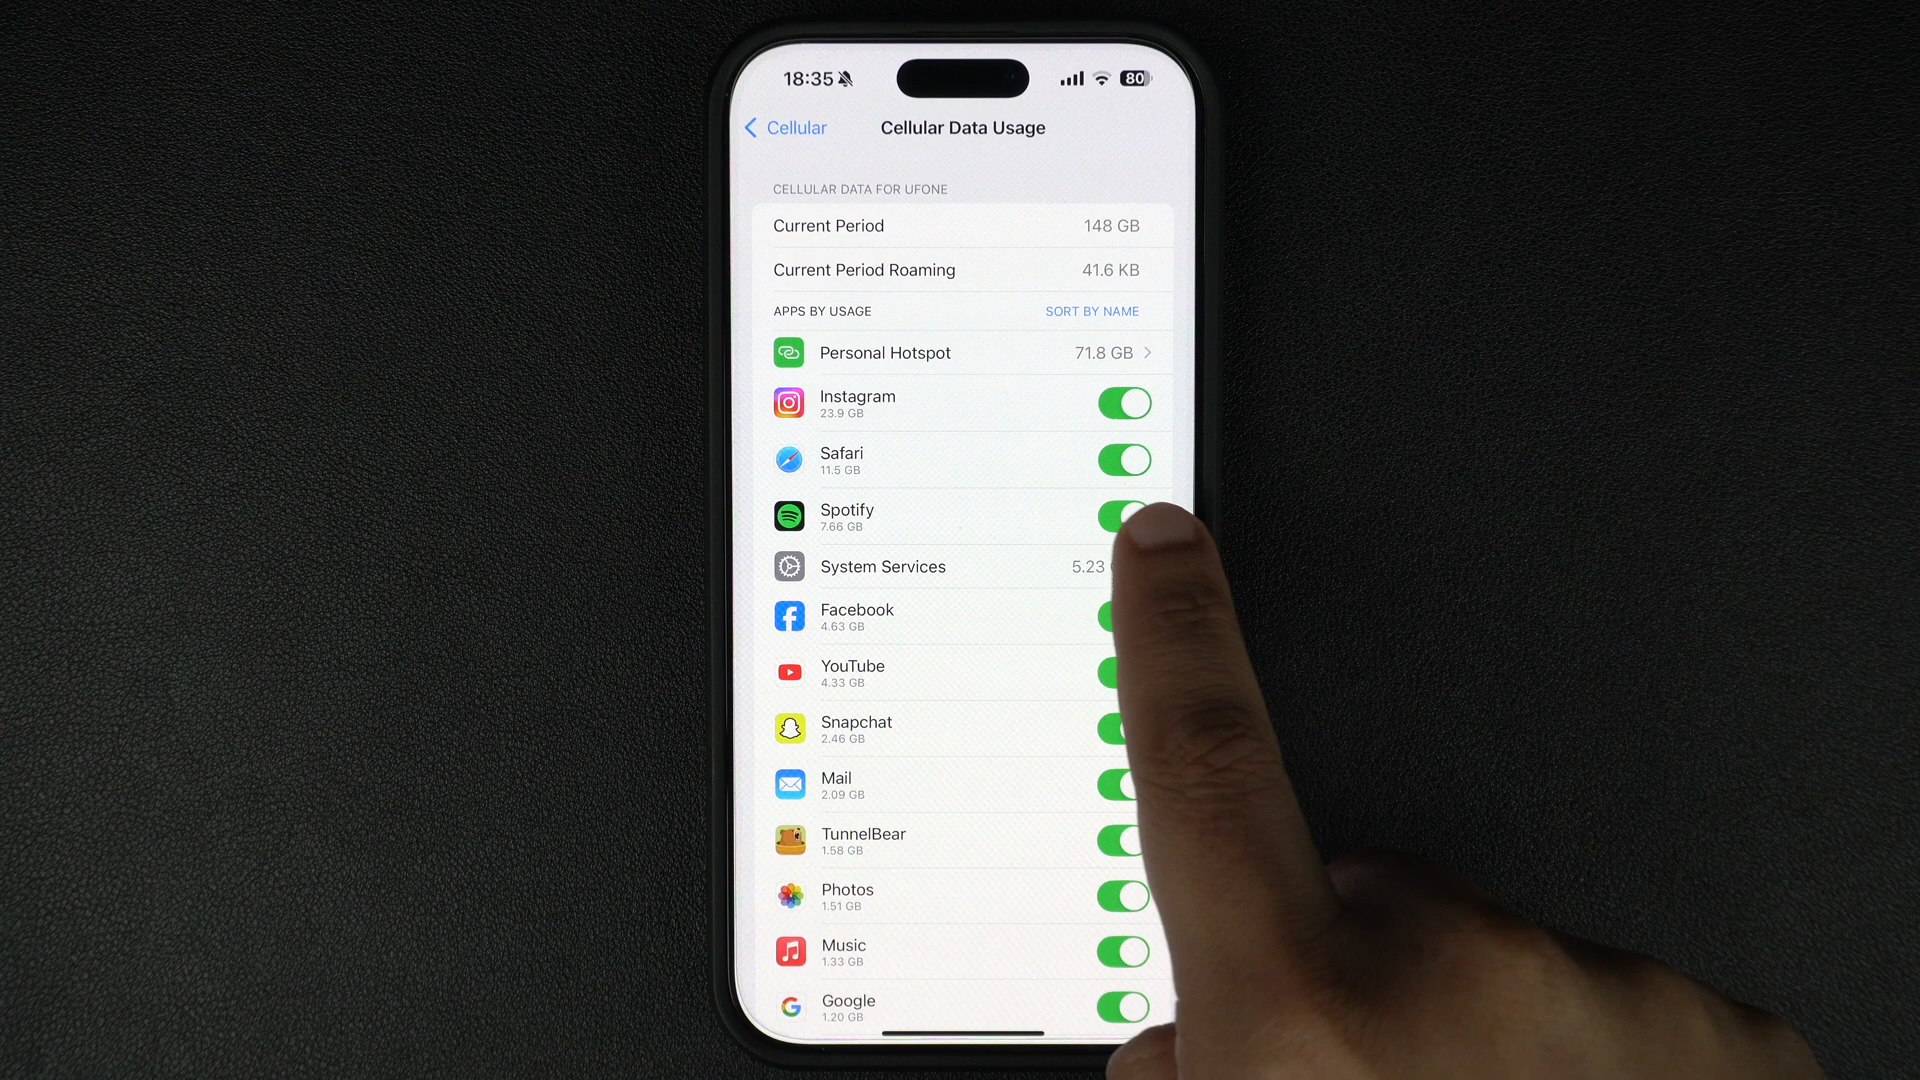 18:35
80
Cellular
Cellular Data Usage
CELLULAR DATA FOR UFONE
Current Period 148 GB
Current Period Roaming 41.6 KB
APPS BY USAGE SORT BY NAME
Personal Hotspot 71.8 GB
Instagram
23.9 GB
Safari
11.5 GB
Spotify
7.66 GB
System Services 5.23
Facebook
4.63 GB
YouTube
4.33 GB
Snapchat
2.46 GB
Mail
2.09 GB
TunnelBear
1.58 GB
Photos
1.51 GB
Music
1.33 GB
Google
1.20 GB